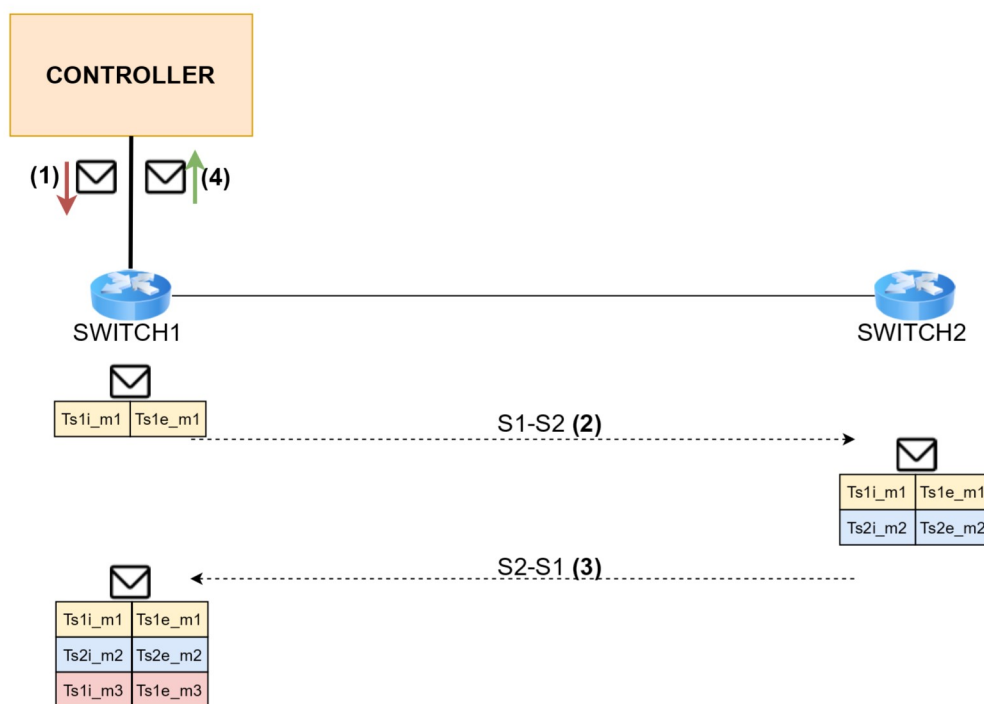 CONTROLLER
(1)
(4)
SWITCH1
SWITCH2
Ts1i_m1 Ts1e_m1
S1-S2 (2)
Ts1i_m1 Ts1e_m1
Ts2i_m2 Ts2e_m2
S2-S1 (3)
Ts1i_m1 Ts1e_m1
Ts2i_m2 Ts2e_m2
Ts1i_m3 Ts1e_m3